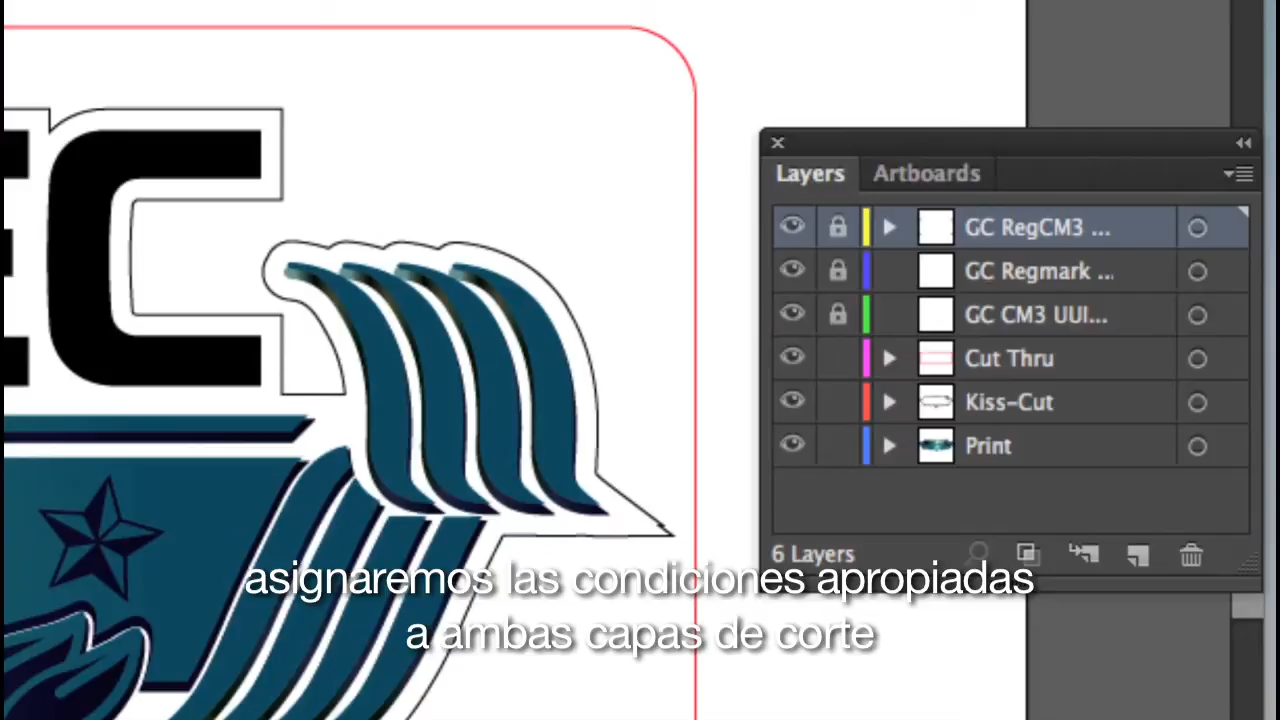 EC
Layers
Artboards
GC RegCM3 ...
GC Regmark ...
GC CM3 UUI...
Cut Thru
Kiss-Cut
Print
6 Layers
asignaremos las condiciones apropiadas
a ambas capas de corte